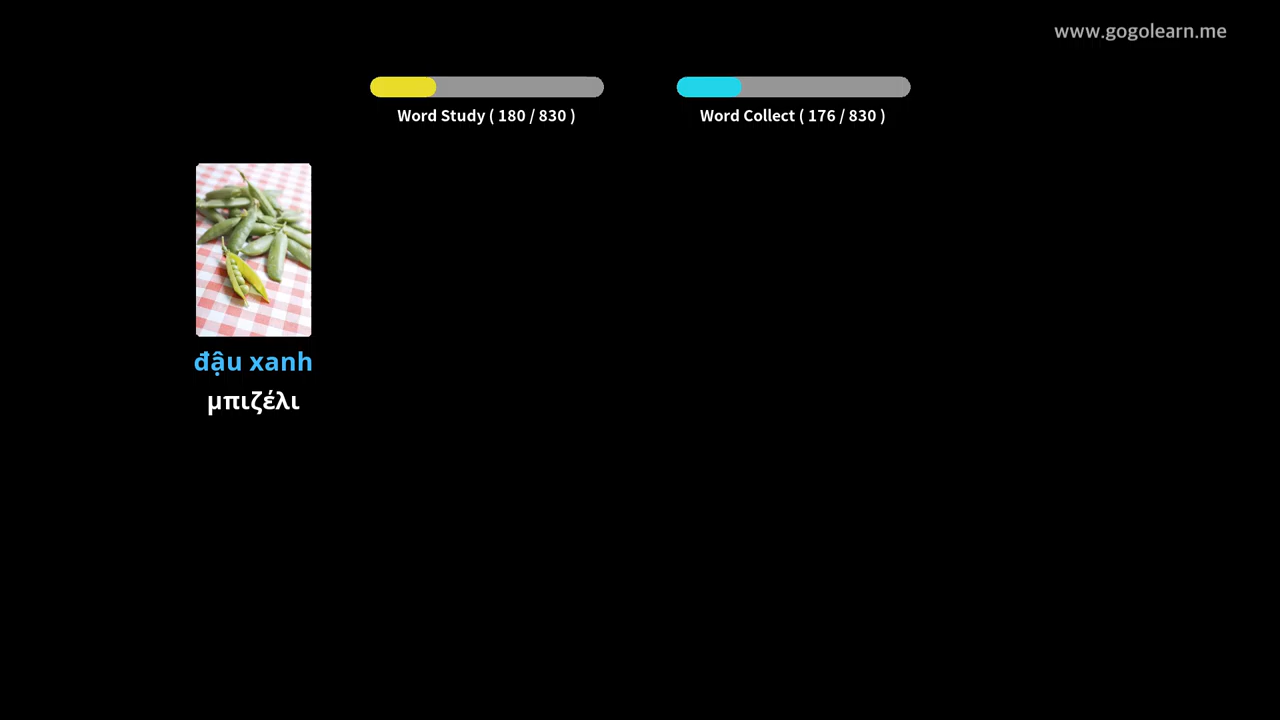 www.gogolearn.me
Word Study ( 180 / 830 )
Word Collect ( 176 / 830 )
đậu xanh
μπιζέλι